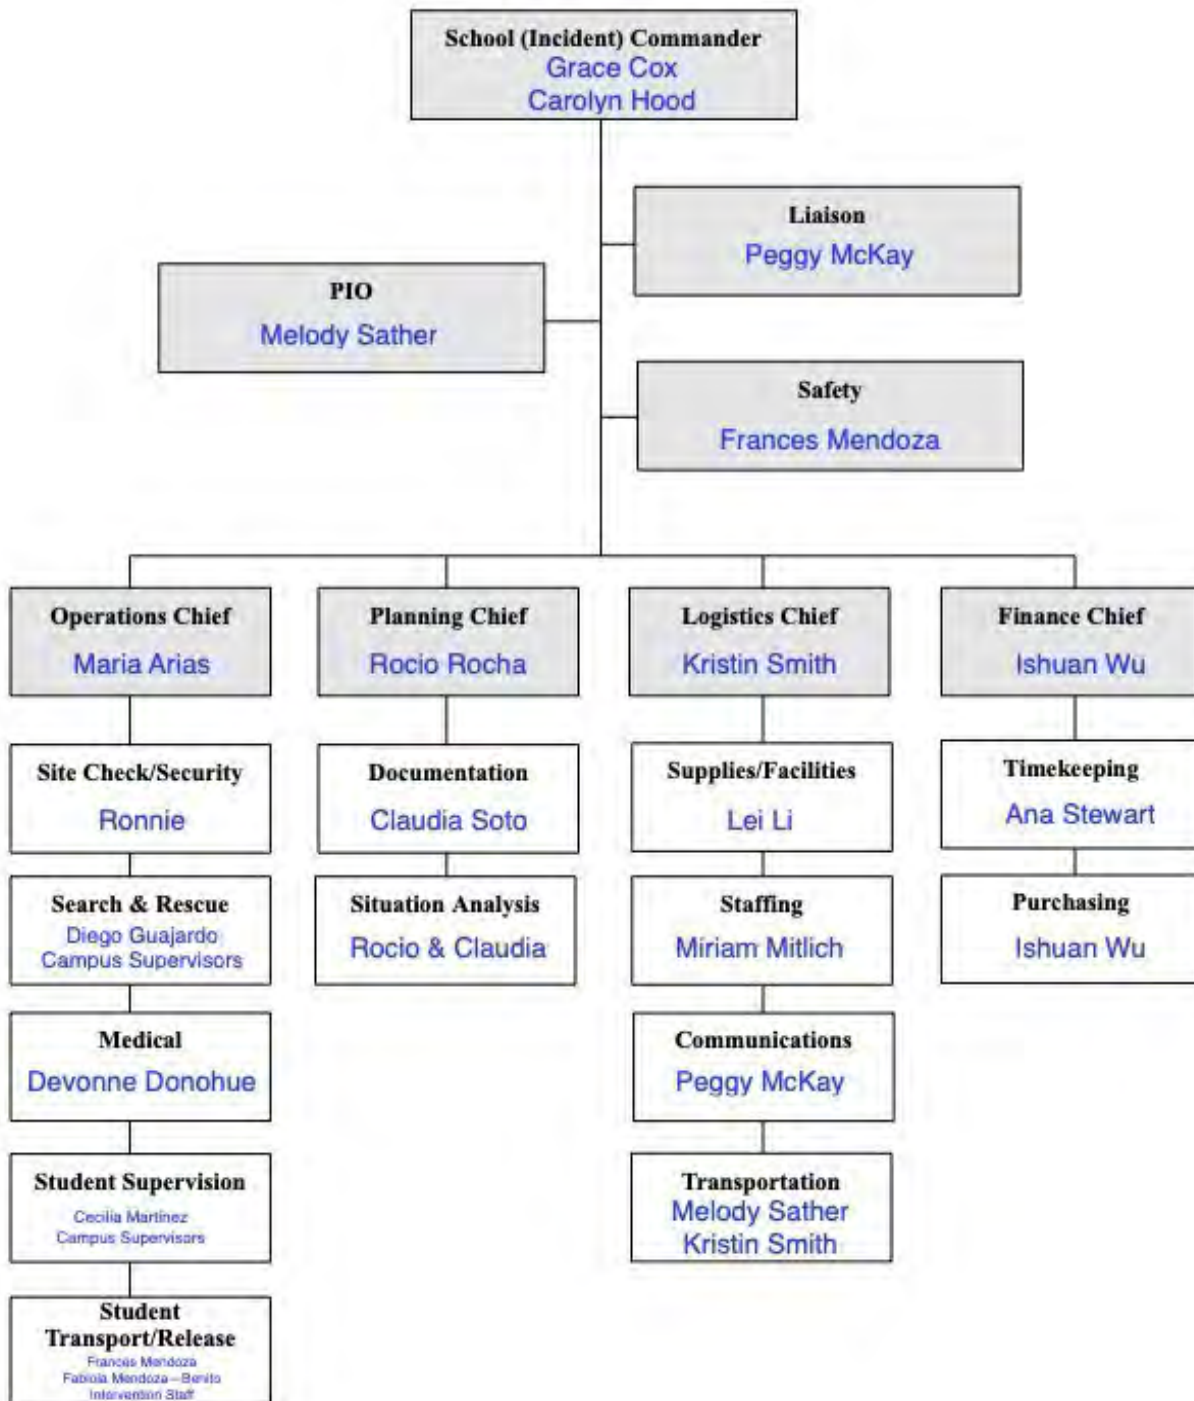 School (Incident) Commander
Grace Cox
Carolyn Hood
Liaison
Peggy McKay
PIO
Melody Sather
Safety
Frances Mendoza
Operations Chief
Maria Arias
Planning Chief
Rocio Rocha
Logistics Chief
Kristin Smith
Finance Chief
Ishuan Wu
Site Check/Security
Ronnie
Documentation
Claudia Soto
Supplies/Facilities
Lei Li
Timekeeping
Ana Stewart
Search & Rescue
Diego Guajardo
Campus Supervisors
Situation Analysis
Rocio & Claudia
Staffing
Miriam Mitlich
Purchasing
Ishuan Wu
Medical
Devonne Donohue
Communications
Peggy McKay
Student Supervision
Cecilia Martinez
Campus Supervisors
Transportation
Melody Sather
Kristin Smith
Student
Transport/Release
Frances Mendoza
Fabiola Mendoza – Benito
Intervention Staff